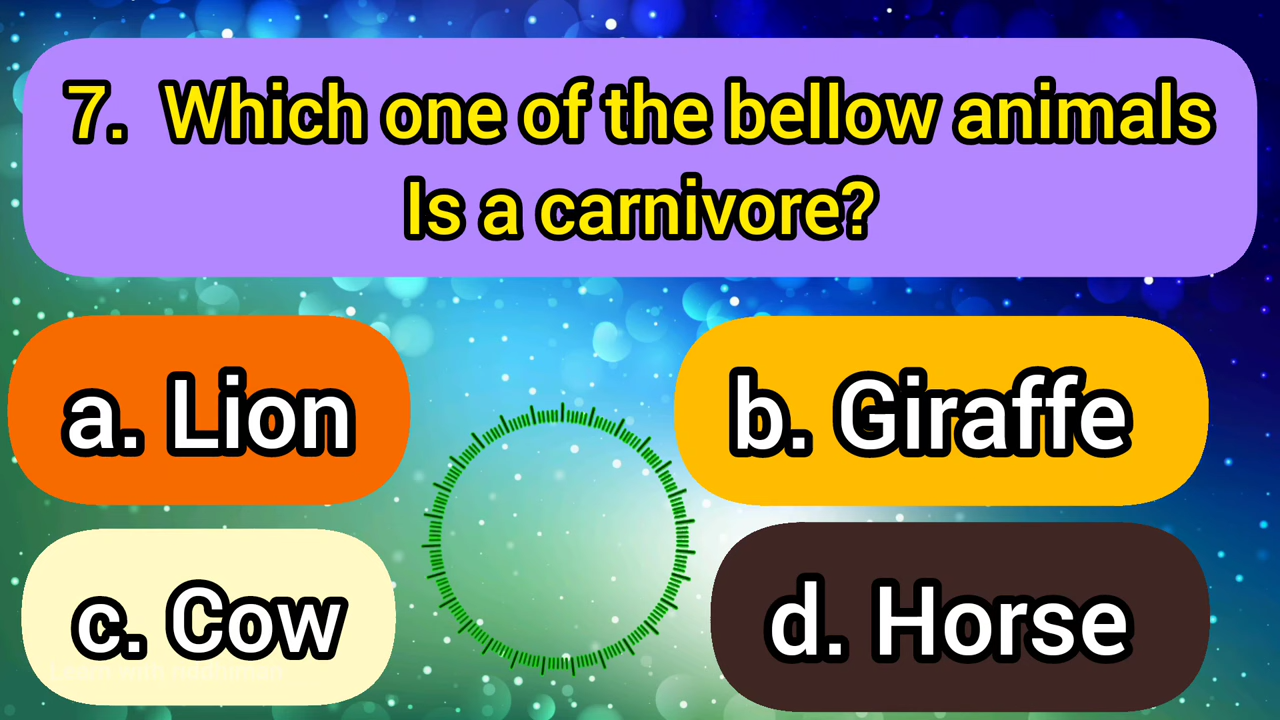 7. Which one of the bellow animals
Is a carnivore?
a. Lion
b. Giraffe
c. Cow
d. Horse